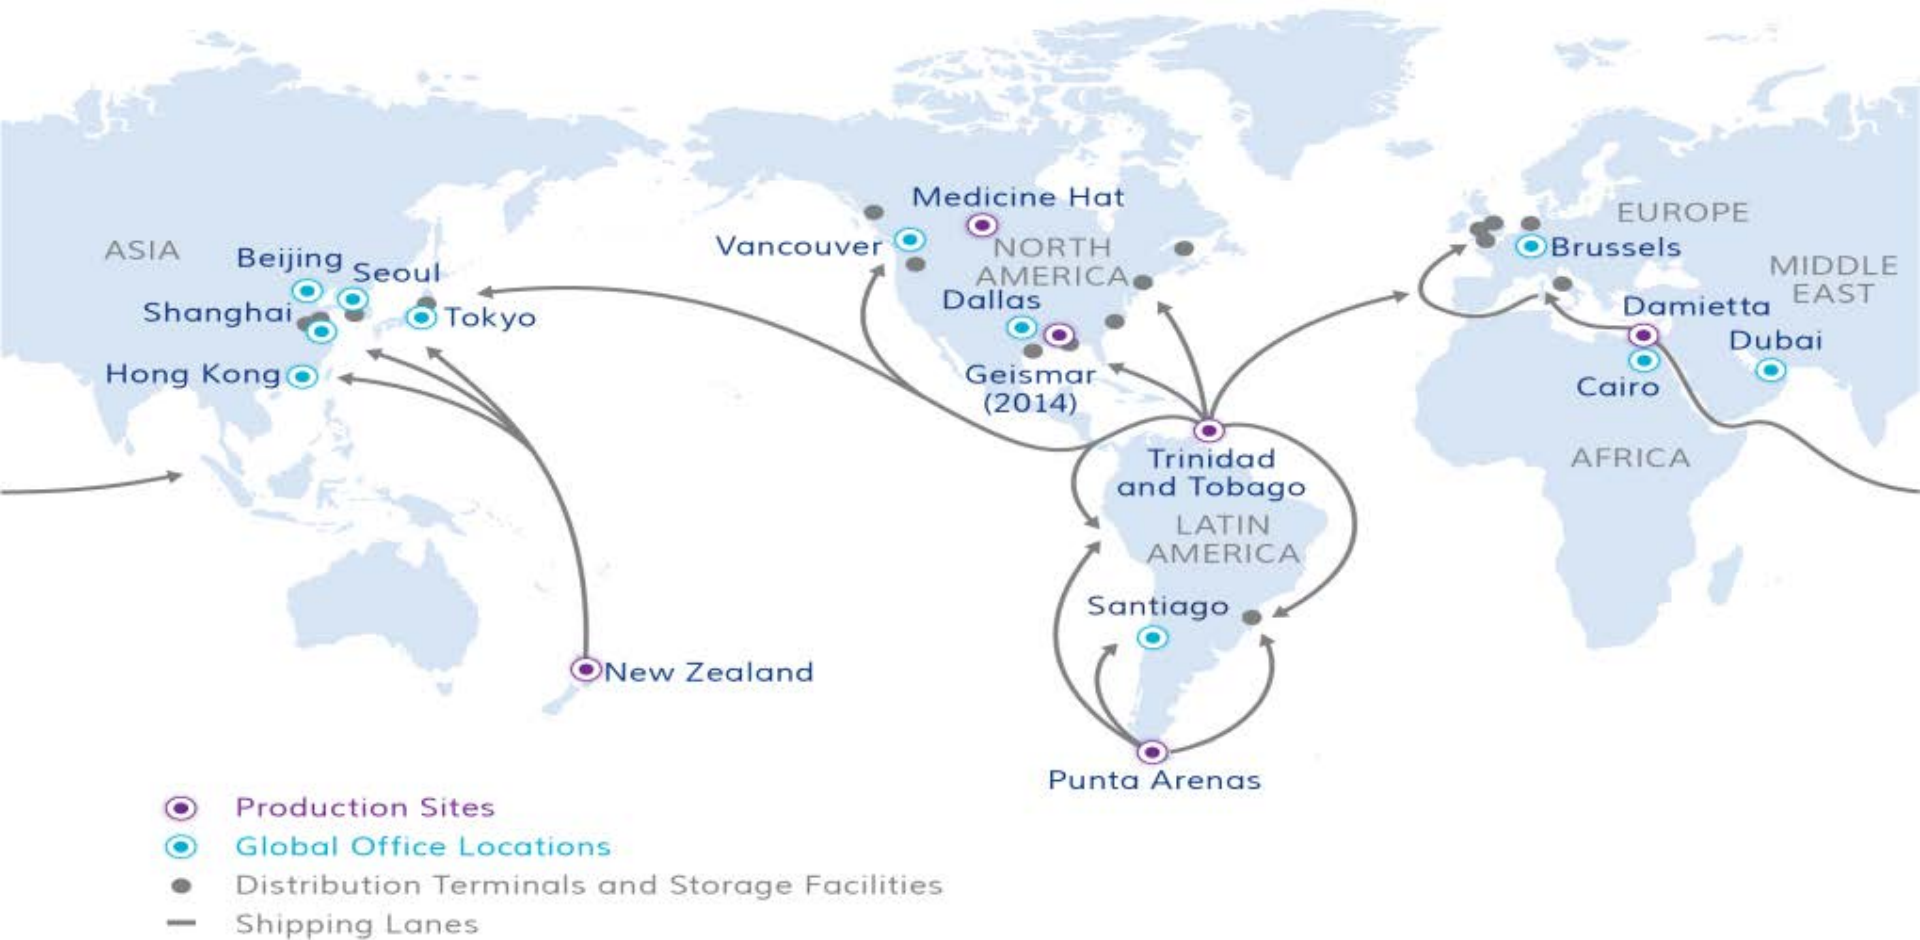 Medicine Hat
Vancouver
NORTH
AMERICA
Dallas
Geismar
(2014)
ASIA
Beijing
Seoul
Shanghai
Tokyo
Hong Kong
EUROPE
Brussels
MIDDLE
EAST
Damietta
Dubai
Cairo
AFRICA
Trinidad
and Tobago
LATIN
AMERICA
Santiago
New Zealand
Punta Arenas
Production Sites
Global Office Locations
Distribution Terminals and Storage Facilities
Shipping Lanes